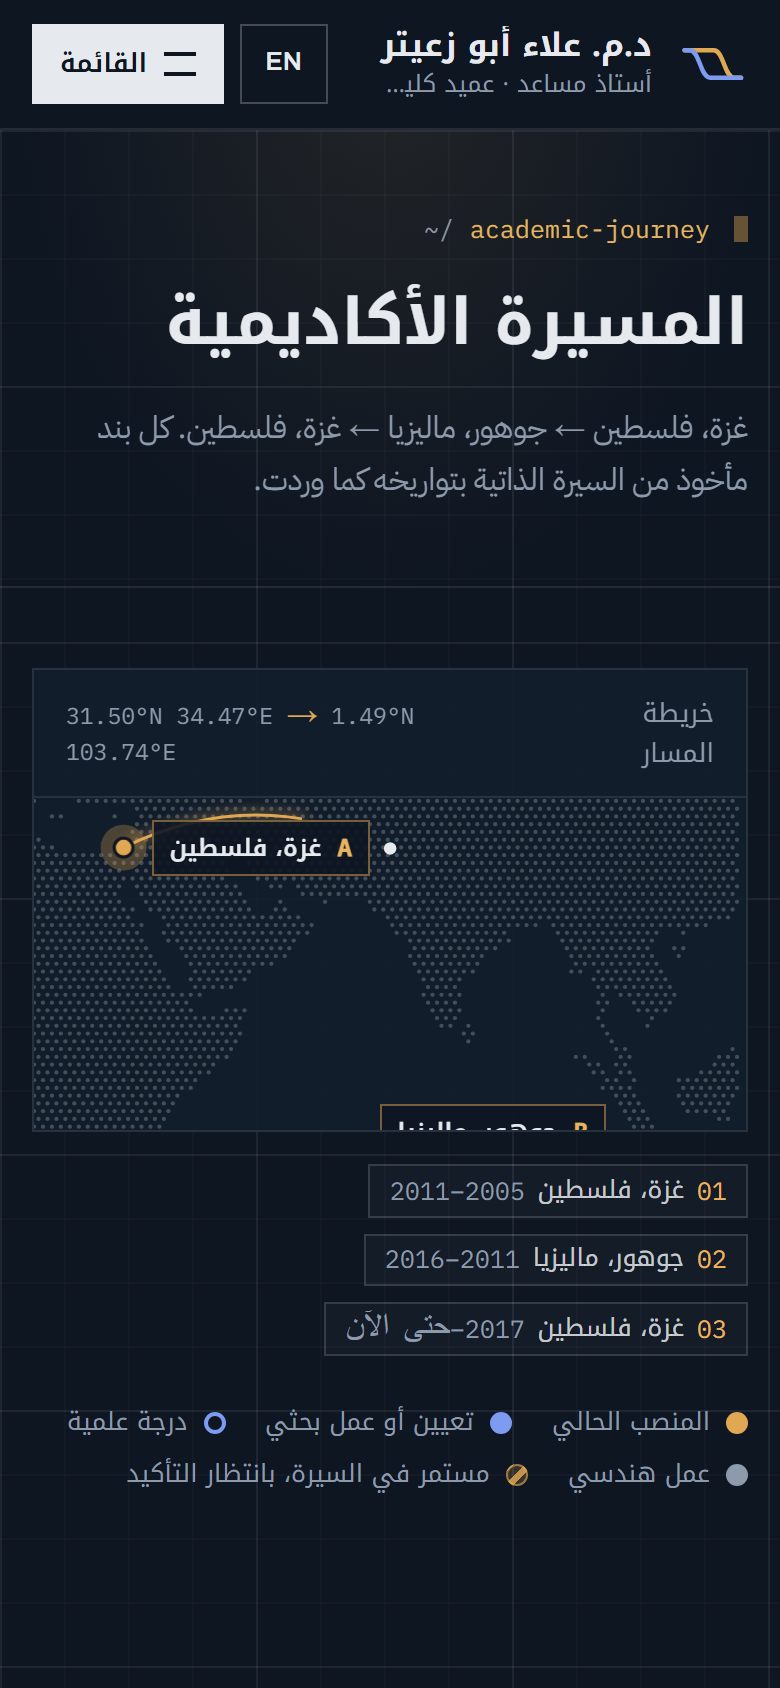 د.م. علاء أبو زعيتر
أستاذ مساعد · عميد كليـ...
EN
القائمة
~/ academic-journey
المسيرة الأكاديمية
غزة، فلسطين ← جوهور، ماليزيا ← غزة، فلسطين. كل بند
مأخوذ من السيرة الذاتية بتواريخه كما وردت.
خريطة
المسار
31.50°N 34.47°E → 1.49°N
103.74°E
A غزة، فلسطين
B جوهور، ماليزيا
01 غزة، فلسطين 2005–2011
02 جوهور، ماليزيا 2011–2016
03 غزة، فلسطين 2017–حتى الآن
المنصب الحالي
تعيين أو عمل بحثي
درجة علمية
عمل هندسي
مستمر في السيرة، بانتظار التأكيد